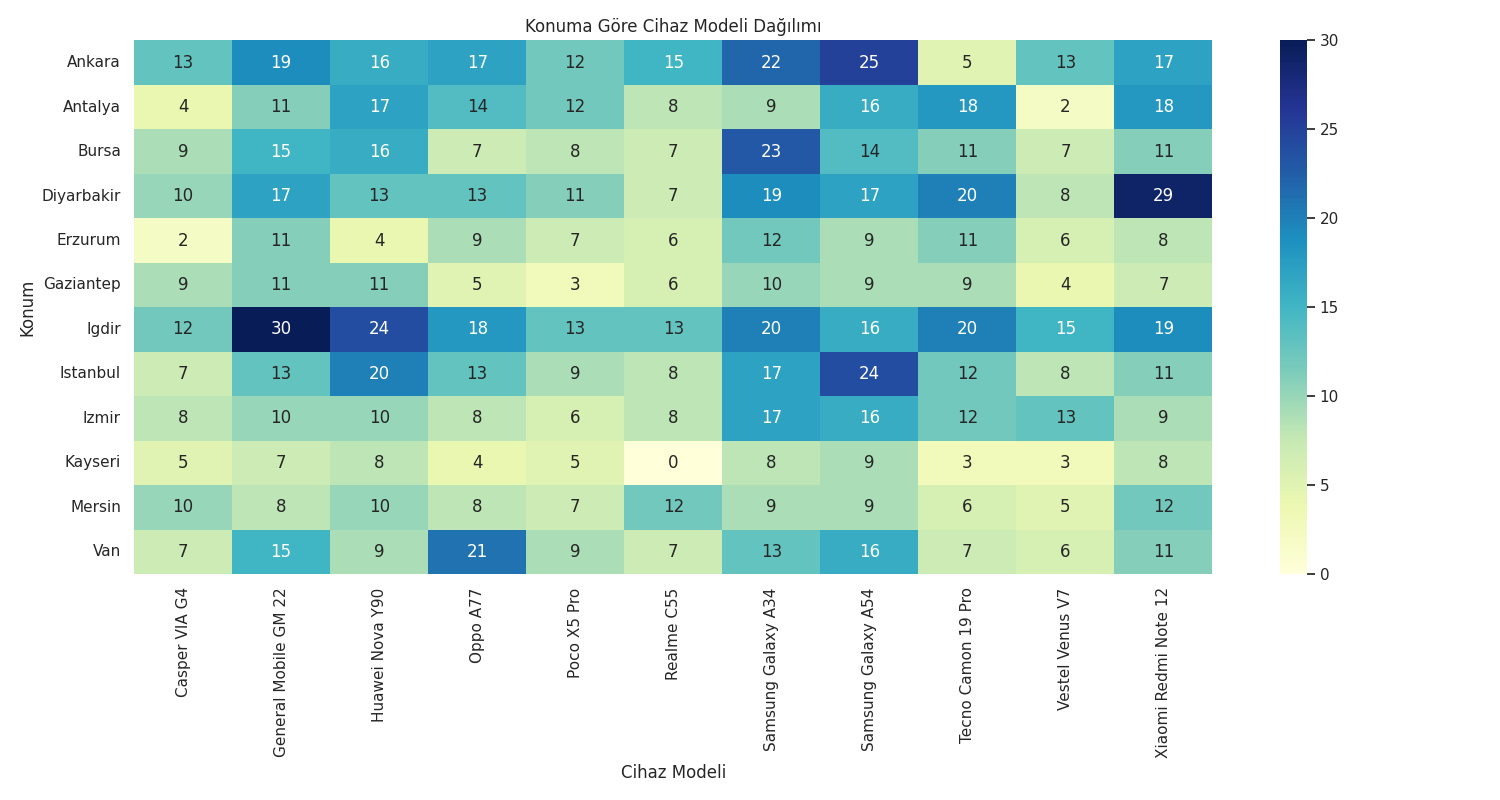 Konuma Göre Cihaz Modeli Dağılımı
Konum
Ankara 13 19 16 17 12 15 22 25 5 13 17
Antalya 4 11 17 14 12 8 9 16 18 2 18
Bursa 9 15 16 7 8 7 23 14 11 7 11
Diyarbakir 10 17 13 13 11 7 19 17 20 8 29
Erzurum 2 11 4 9 7 6 12 9 11 6 8
Gaziantep 9 11 11 5 3 6 10 9 9 4 7
Igdir 12 30 24 18 13 13 20 16 20 15 19
Istanbul 7 13 20 13 9 8 17 24 12 8 11
Izmir 8 10 10 8 6 8 17 16 12 13 9
Kayseri 5 7 8 4 5 0 8 9 3 3 8
Mersin 10 8 10 8 7 12 9 9 6 5 12
Van 7 15 9 21 9 7 13 16 7 6 11
Casper VIA G4
General Mobile GM 22
Huawei Nova Y90
Oppo A77
Poco X5 Pro
Realme C55
Samsung Galaxy A34
Samsung Galaxy A54
Tecno Camon 19 Pro
Vestel Venus V7
Xiaomi Redmi Note 12
Cihaz Modeli
30
25
20
15
10
5
0